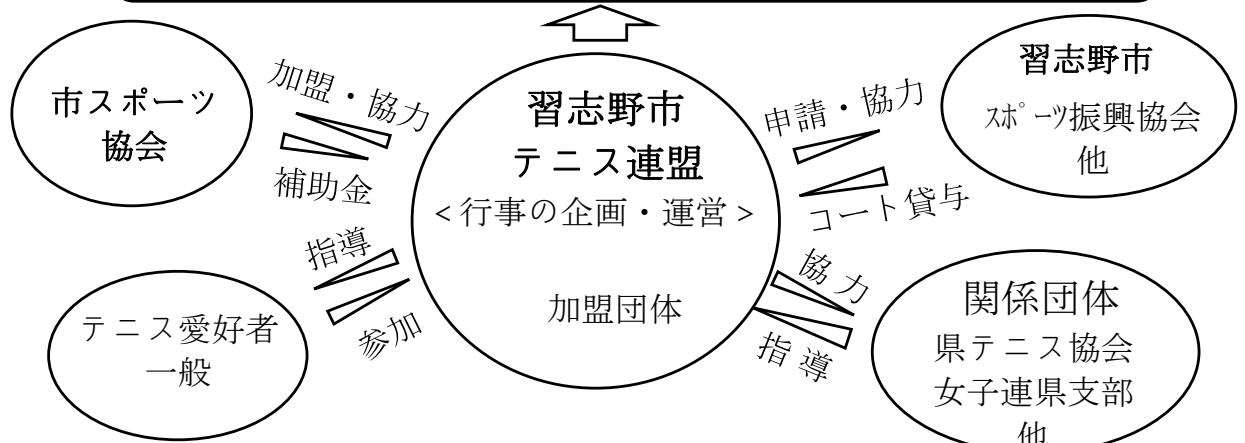 市スポーツ
協会
加盟・協力
補助金
習志野市
テニス連盟
<行事の企画・運営>
加盟団体
申請・協力
コート貸与
習志野市
ｽﾎﾟｰﾂ振興協会
他
テニス愛好者
一般
指導
参加
協力
指導
関係団体
県テニス協会
女子連県支部
他